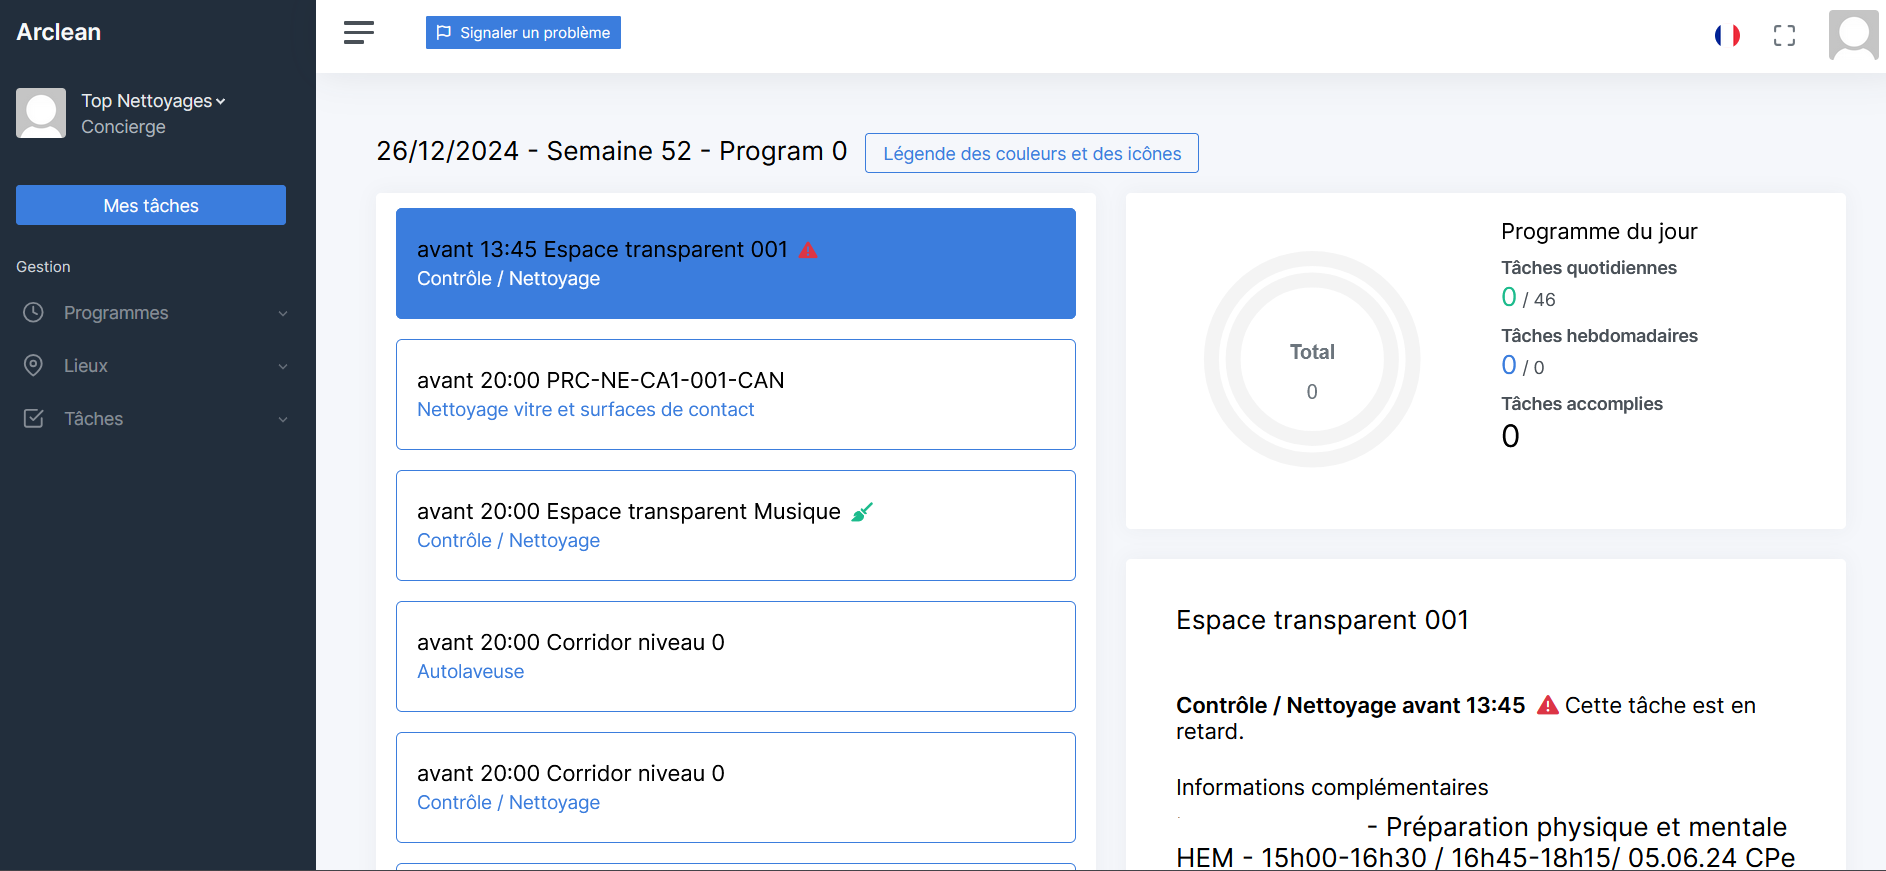 Arclean
Top Nettoyages
Concierge
Mes tâches
Gestion
Programmes
Lieux
Tâches
Signaler un problème
26/12/2024 - Semaine 52 - Program 0
Légende des couleurs et des icônes
avant 13:45 Espace transparent 001
Contrôle / Nettoyage
avant 20:00 PRC-NE-CA1-001-CAN
Nettoyage vitre et surfaces de contact
avant 20:00 Espace transparent Musique
Contrôle / Nettoyage
avant 20:00 Corridor niveau 0
Autolaveuse
avant 20:00 Corridor niveau 0
Contrôle / Nettoyage
Total
0
Programme du jour
Tâches quotidiennes
0 / 46
Tâches hebdomadaires
0 / 0
Tâches accomplies
0
Espace transparent 001
Contrôle / Nettoyage avant 13:45 Cette tâche est en
retard.
Informations complémentaires
- Préparation physique et mentale
HEM - 15h00-16h30 / 16h45-18h15/ 05.06.24 CPe